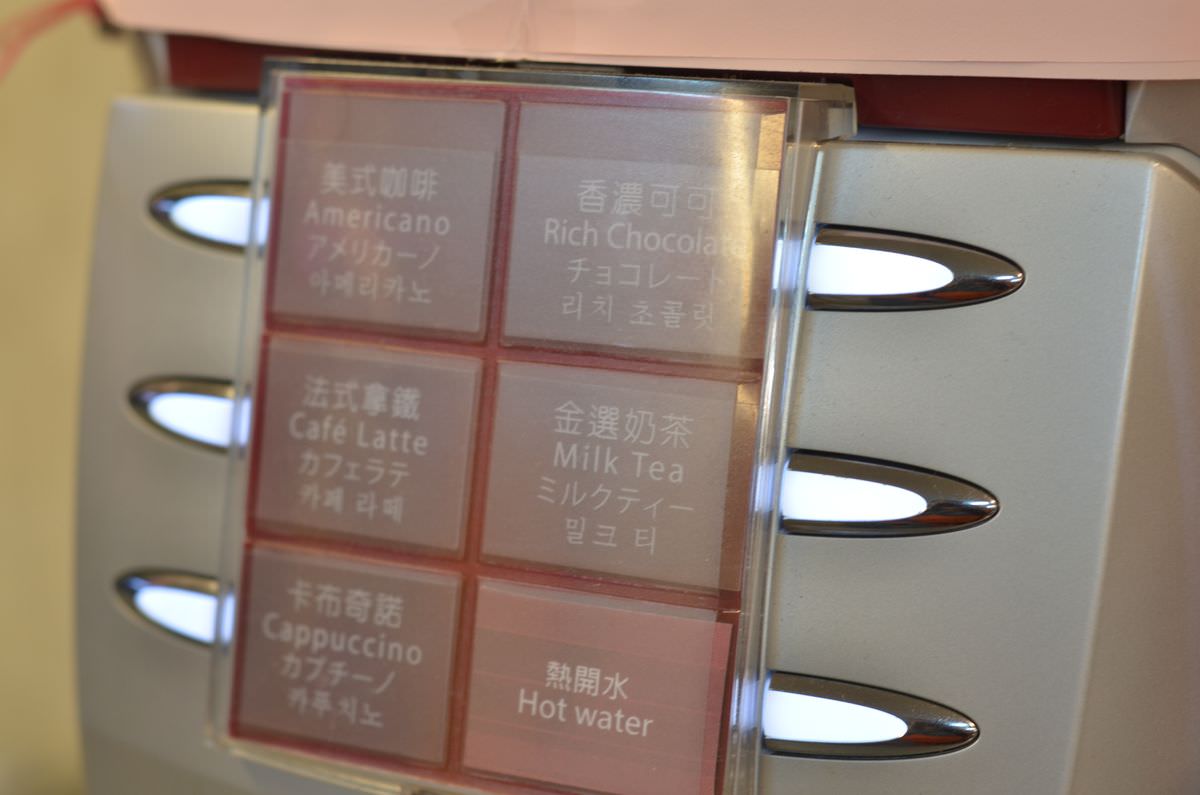 美式咖啡
Americano
アメリカーノ
아메리카노
香濃可可
Rich Chocolate
チョコレート
리치 초콜릿
法式拿鐵
Café Latte
カフェラテ
카페 라떼
金選奶茶
Milk Tea
ミルクティー
밀크 티
卡布奇諾
Cappuccino
カプチーノ
카푸치노
熱開水
Hot water